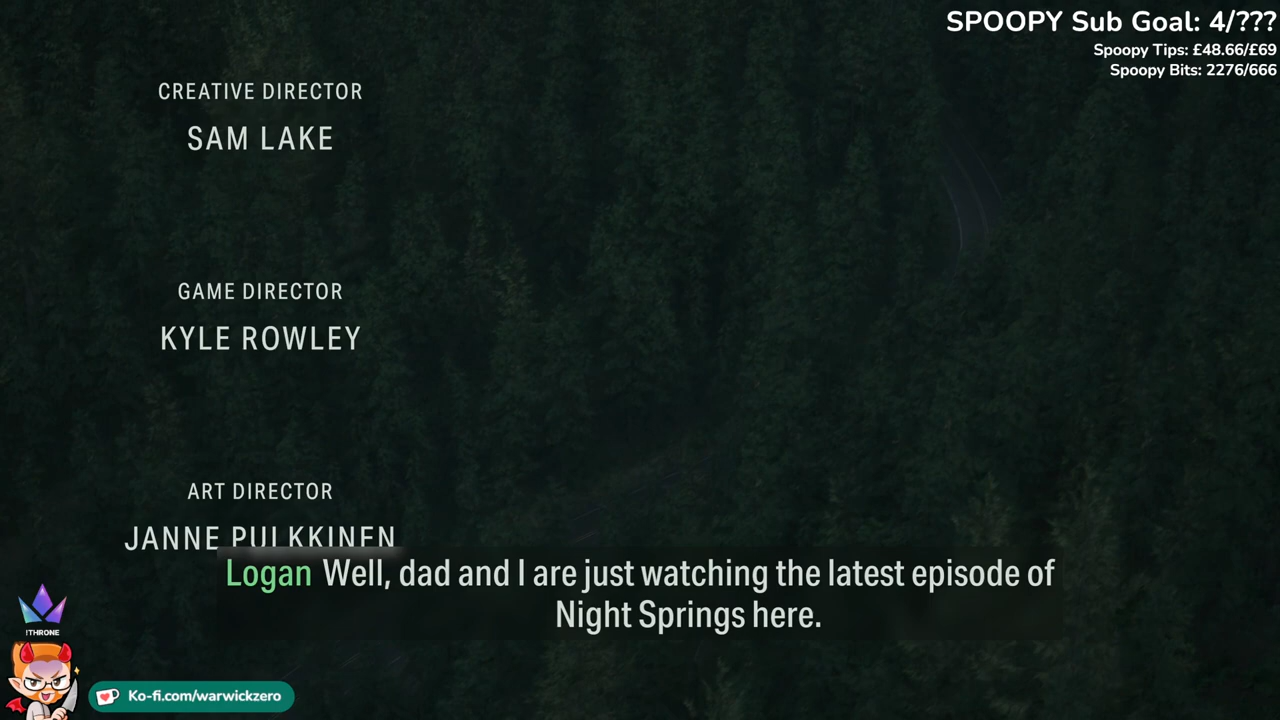 SPOOPY Sub Goal: 4/???
Spoopy Tips: £48.66/£69
Spoopy Bits: 2276/666
CREATIVE DIRECTOR
SAM LAKE
GAME DIRECTOR
KYLE ROWLEY
ART DIRECTOR
JANNE PULKKINEN
Logan Well, dad and I are just watching the latest episode of
Night Springs here.
!THRONE
Ko-fi.com/warwickzero